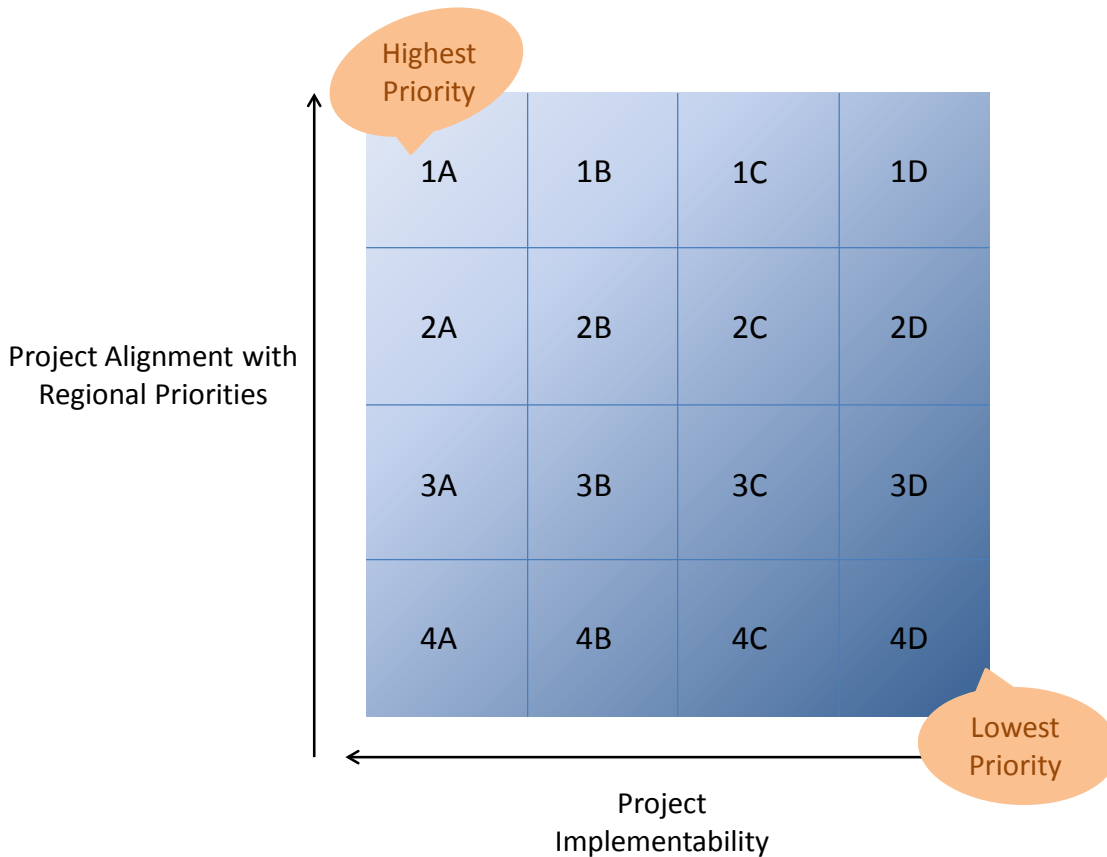 Highest
Priority
1A 1B 1C 1D
2A 2B 2C 2D
Project Alignment with
Regional Priorities
3A 3B 3C 3D
4A 4B 4C 4D
Lowest
Priority
Project
Implementability